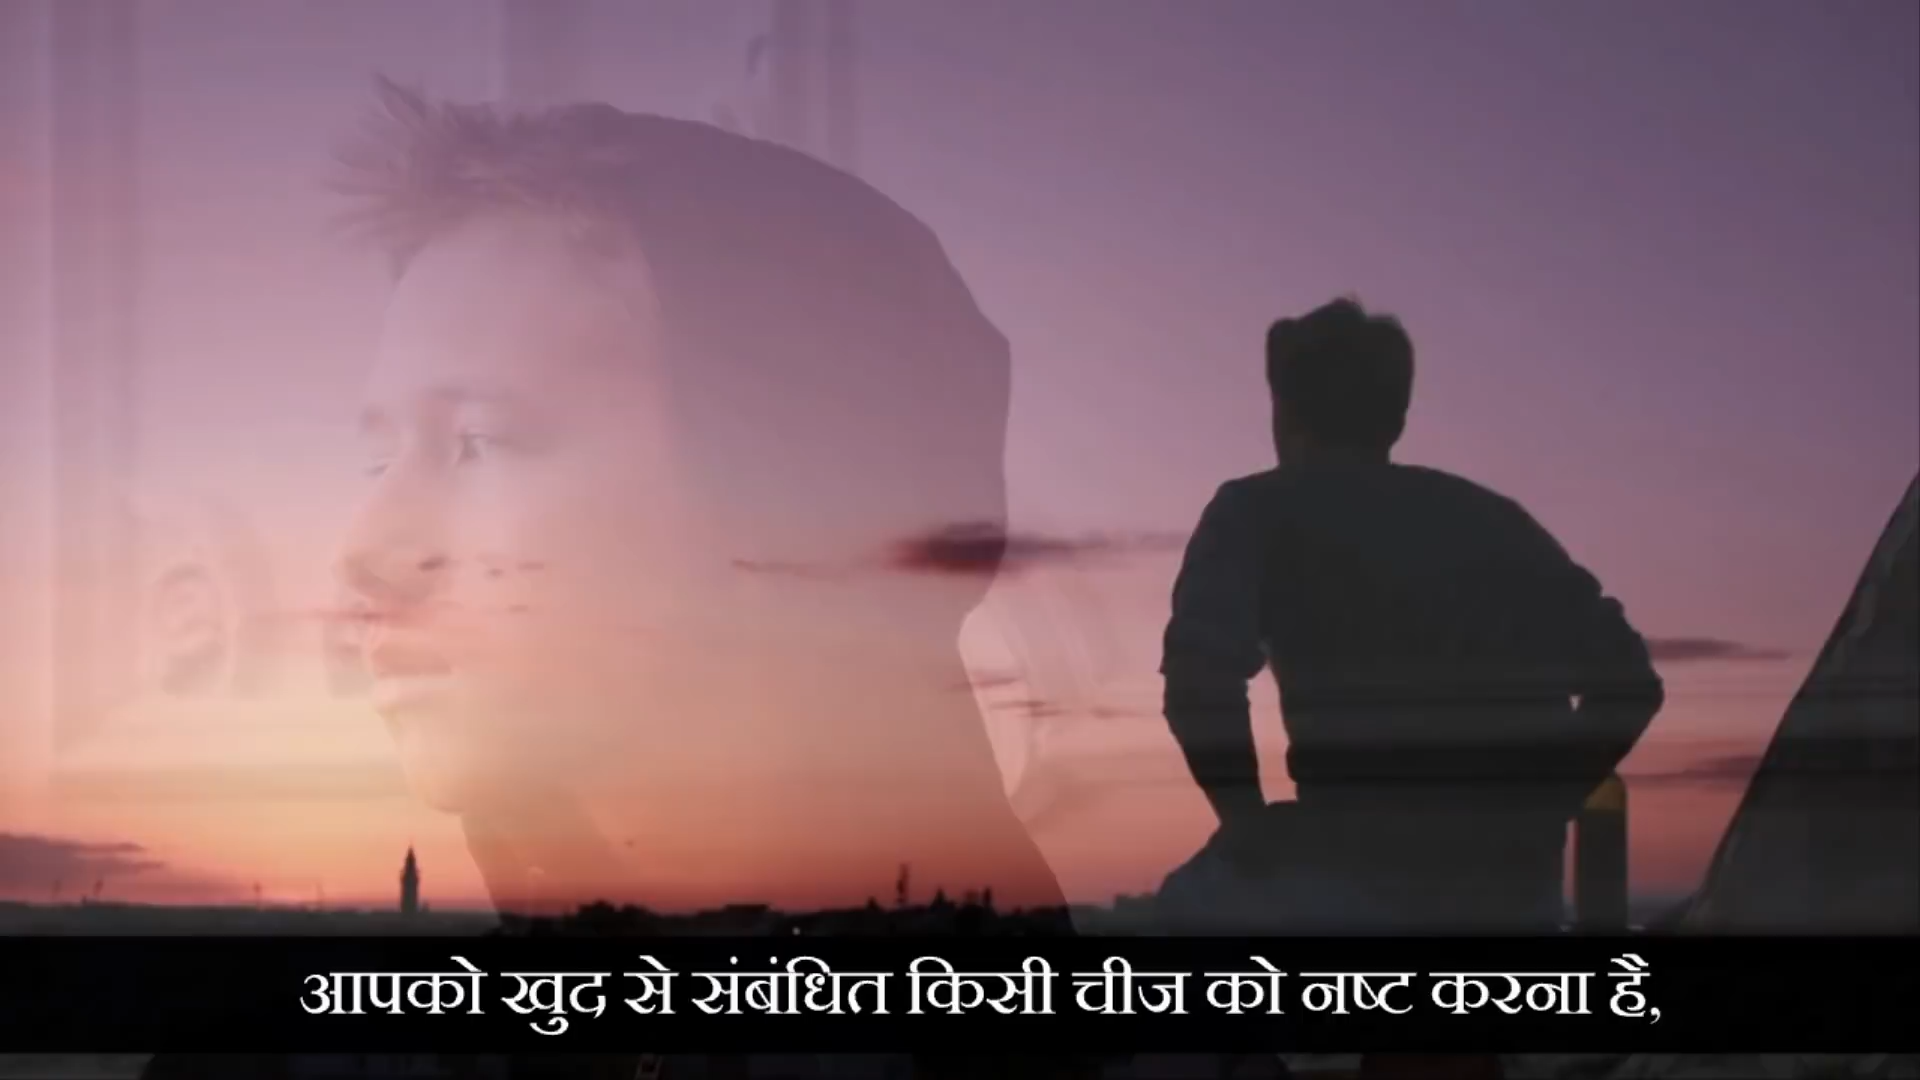 आपको खुद से संबंधित किसी चीज को नष्ट करना है,